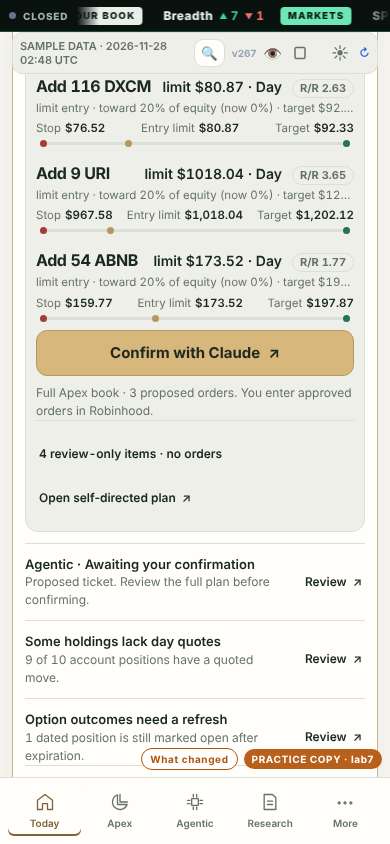 CLOSED
UR BOOK
Breadth ▲ 7 ▼ 1
MARKETS
SAMPLE DATA · 2026-11-28
02:48 UTC
v267
Add 116 DXCM limit $80.87 · Day R/R 2.63
limit entry · toward 20% of equity (now 0%) · target $92....
Stop $76.52 Entry limit $80.87 Target $92.33
Add 9 URI limit $1018.04 · Day R/R 3.65
limit entry · toward 20% of equity (now 0%) · target $12...
Stop $967.58 Entry limit $1,018.04 Target $1,202.12
Add 54 ABNB limit $173.52 · Day R/R 1.77
limit entry · toward 20% of equity (now 0%) · target $19...
Stop $159.77 Entry limit $173.52 Target $197.87
Confirm with Claude ↗
Full Apex book · 3 proposed orders. You enter approved
orders in Robinhood.
4 review-only items · no orders
Open self-directed plan ↗
Agentic · Awaiting your confirmation
Proposed ticket. Review the full plan before
confirming.
Review ↗
Some holdings lack day quotes
9 of 10 account positions have a quoted
move.
Review ↗
Option outcomes need a refresh
1 dated position is still marked open after
expiration.
Review ↗
What changed
PRACTICE COPY · lab7
Today
Apex
Agentic
Research
More